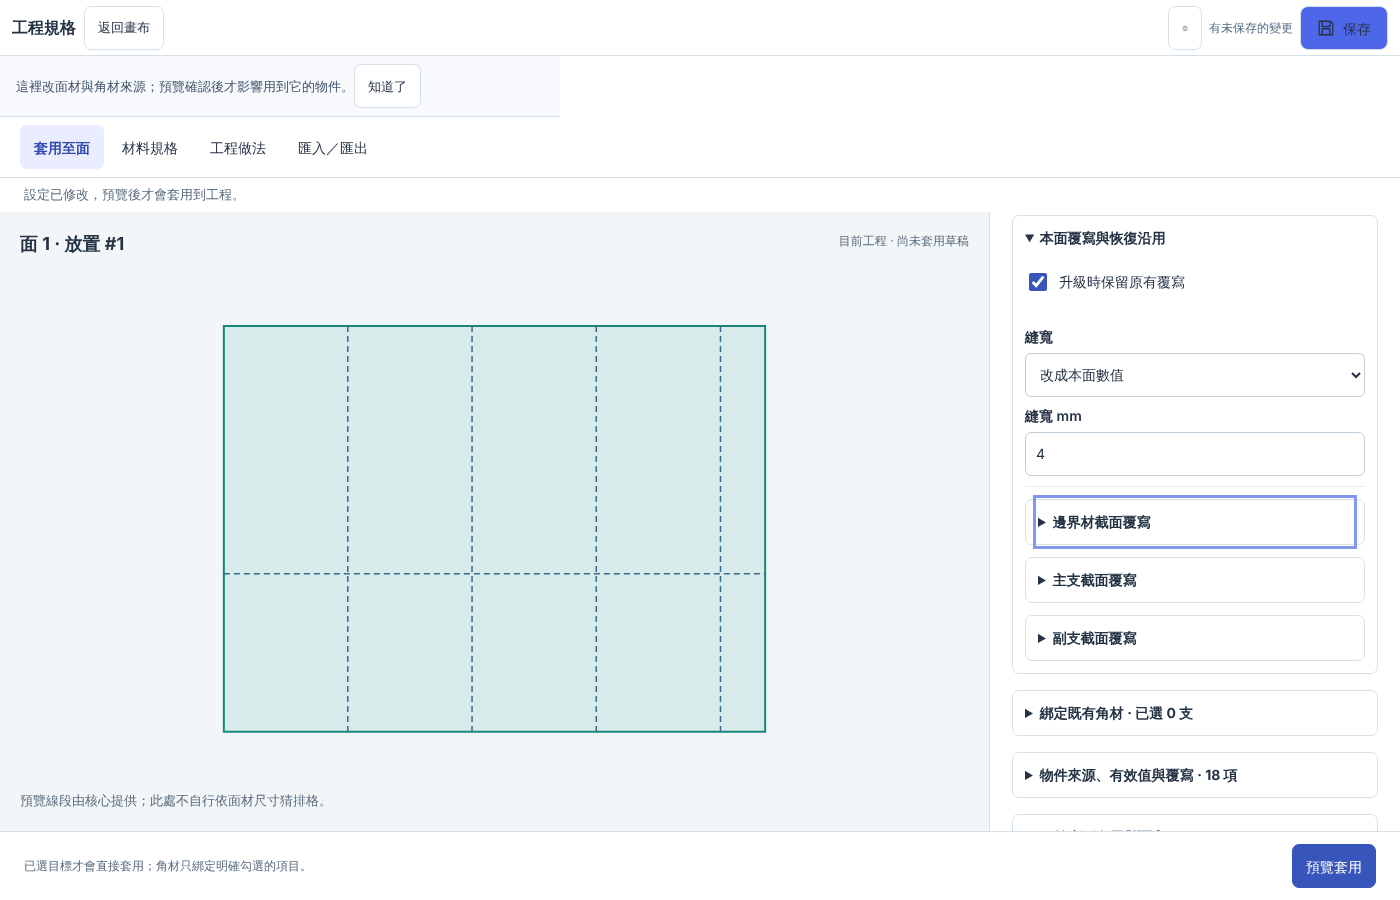 工程規格
返回畫布
有未保存的變更
保存
這裡改面材與角材來源；預覽確認後才影響用到它的物件。
知道了
套用至面
材料規格
工程做法
匯入／匯出
設定已修改，預覽後才會套用到工程。
面 1 · 放置 #1
目前工程 · 尚未套用草稿
預覽線段由核心提供；此處不自行依面材尺寸猜排格。
本面覆寫與恢復沿用
升級時保留原有覆寫
縫寬
改成本面數值
縫寬 mm
4
邊界材截面覆寫
主支截面覆寫
副支截面覆寫
綁定既有角材 · 已選 0 支
物件來源、有效值與覆寫 · 18 項
已選目標才會直接套用；角材只綁定明確勾選的項目。
預覽套用